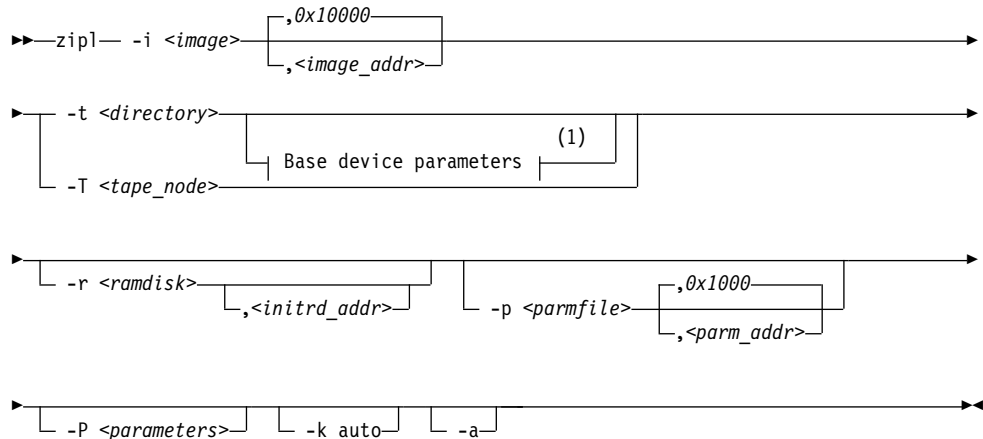 ,0x10000
zipl -i <image>
,<image_addr>
-t <directory>
(1)
Base device parameters
-T <tape_node>
-r <ramdisk>
,<initrd_addr>
,0x1000
-p <parmfile>
,<parm_addr>
-P <parameters> -k auto -a